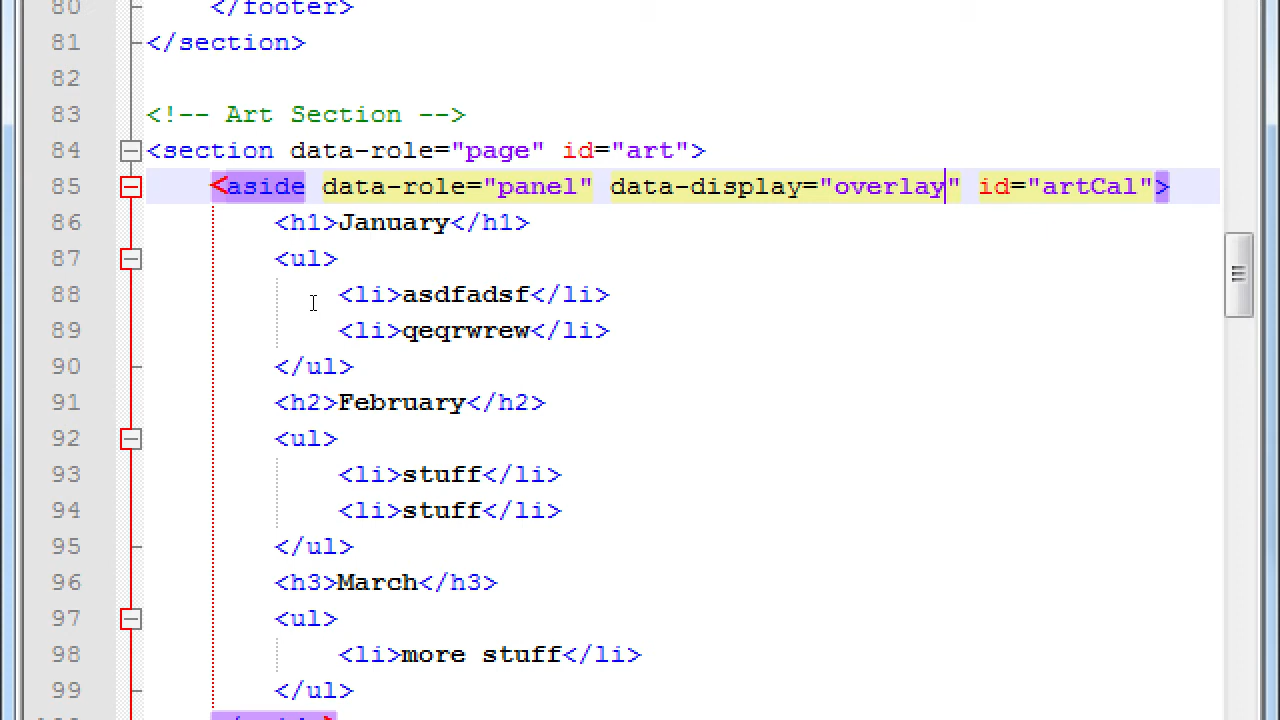 80 </footer>
81 </section>
82
83 <!-- Art Section -->
84 <section data-role="page" id="art">
85 <aside data-role="panel" data-display="overlay" id="artCal">
86 <h1>January</h1>
87 <ul>
88 <li>asdfadsf</li>
89 <li>qeqrwrew</li>
90 </ul>
91 <h2>February</h2>
92 <ul>
93 <li>stuff</li>
94 <li>stuff</li>
95 </ul>
96 <h3>March</h3>
97 <ul>
98 <li>more stuff</li>
99 </ul>